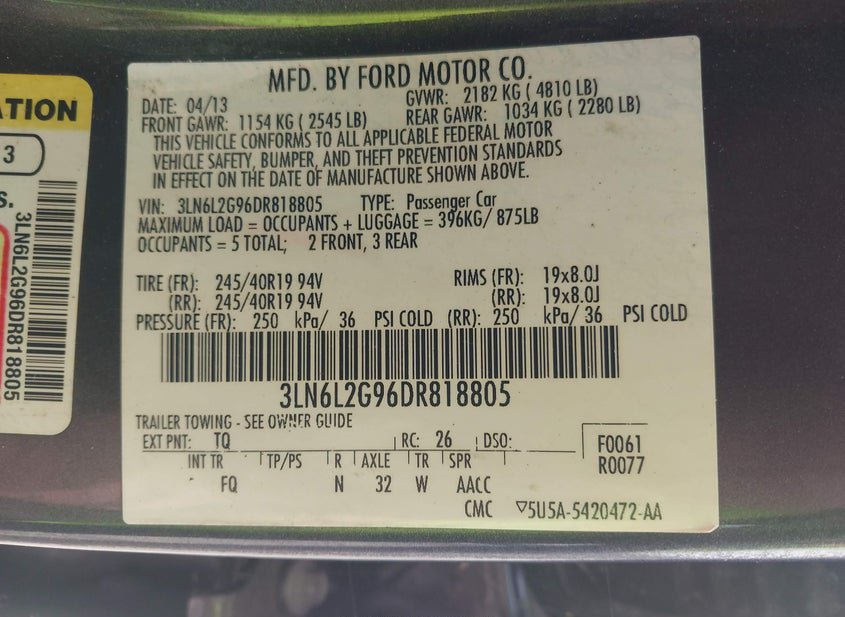 ATION
3
S.
3LN6L2G96DR818805
MFD. BY FORD MOTOR CO.
DATE: 04/13 GVWR: 2182 KG ( 4810 LB)
FRONT GAWR: 1154 KG ( 2545 LB) REAR GAWR: 1034 KG ( 2280 LB)
THIS VEHICLE CONFORMS TO ALL APPLICABLE FEDERAL MOTOR
VEHICLE SAFETY, BUMPER, AND THEFT PREVENTION STANDARDS
IN EFFECT ON THE DATE OF MANUFACTURE SHOWN ABOVE.
VIN: 3LN6L2G96DR818805 TYPE: Passenger Car
MAXIMUM LOAD = OCCUPANTS + LUGGAGE = 396KG/ 875LB
OCCUPANTS = 5 TOTAL; 2 FRONT, 3 REAR
TIRE (FR): 245/40R19 94V RIMS (FR): 19x8.0J
(RR): 245/40R19 94V (RR): 19x8.0J
PRESSURE (FR): 250 kPa/ 36 PSI COLD (RR): 250 kPa/ 36 PSI COLD
3LN6L2G96DR818805
TRAILER TOWING - SEE OWNER GUIDE
EXT PNT: TQ RC: 26 DSO: F0061
INT TR TP/PS R AXLE TR SPR R0077
FQ N 32 W AACC
CMC ▽5U5A-5420472-AA